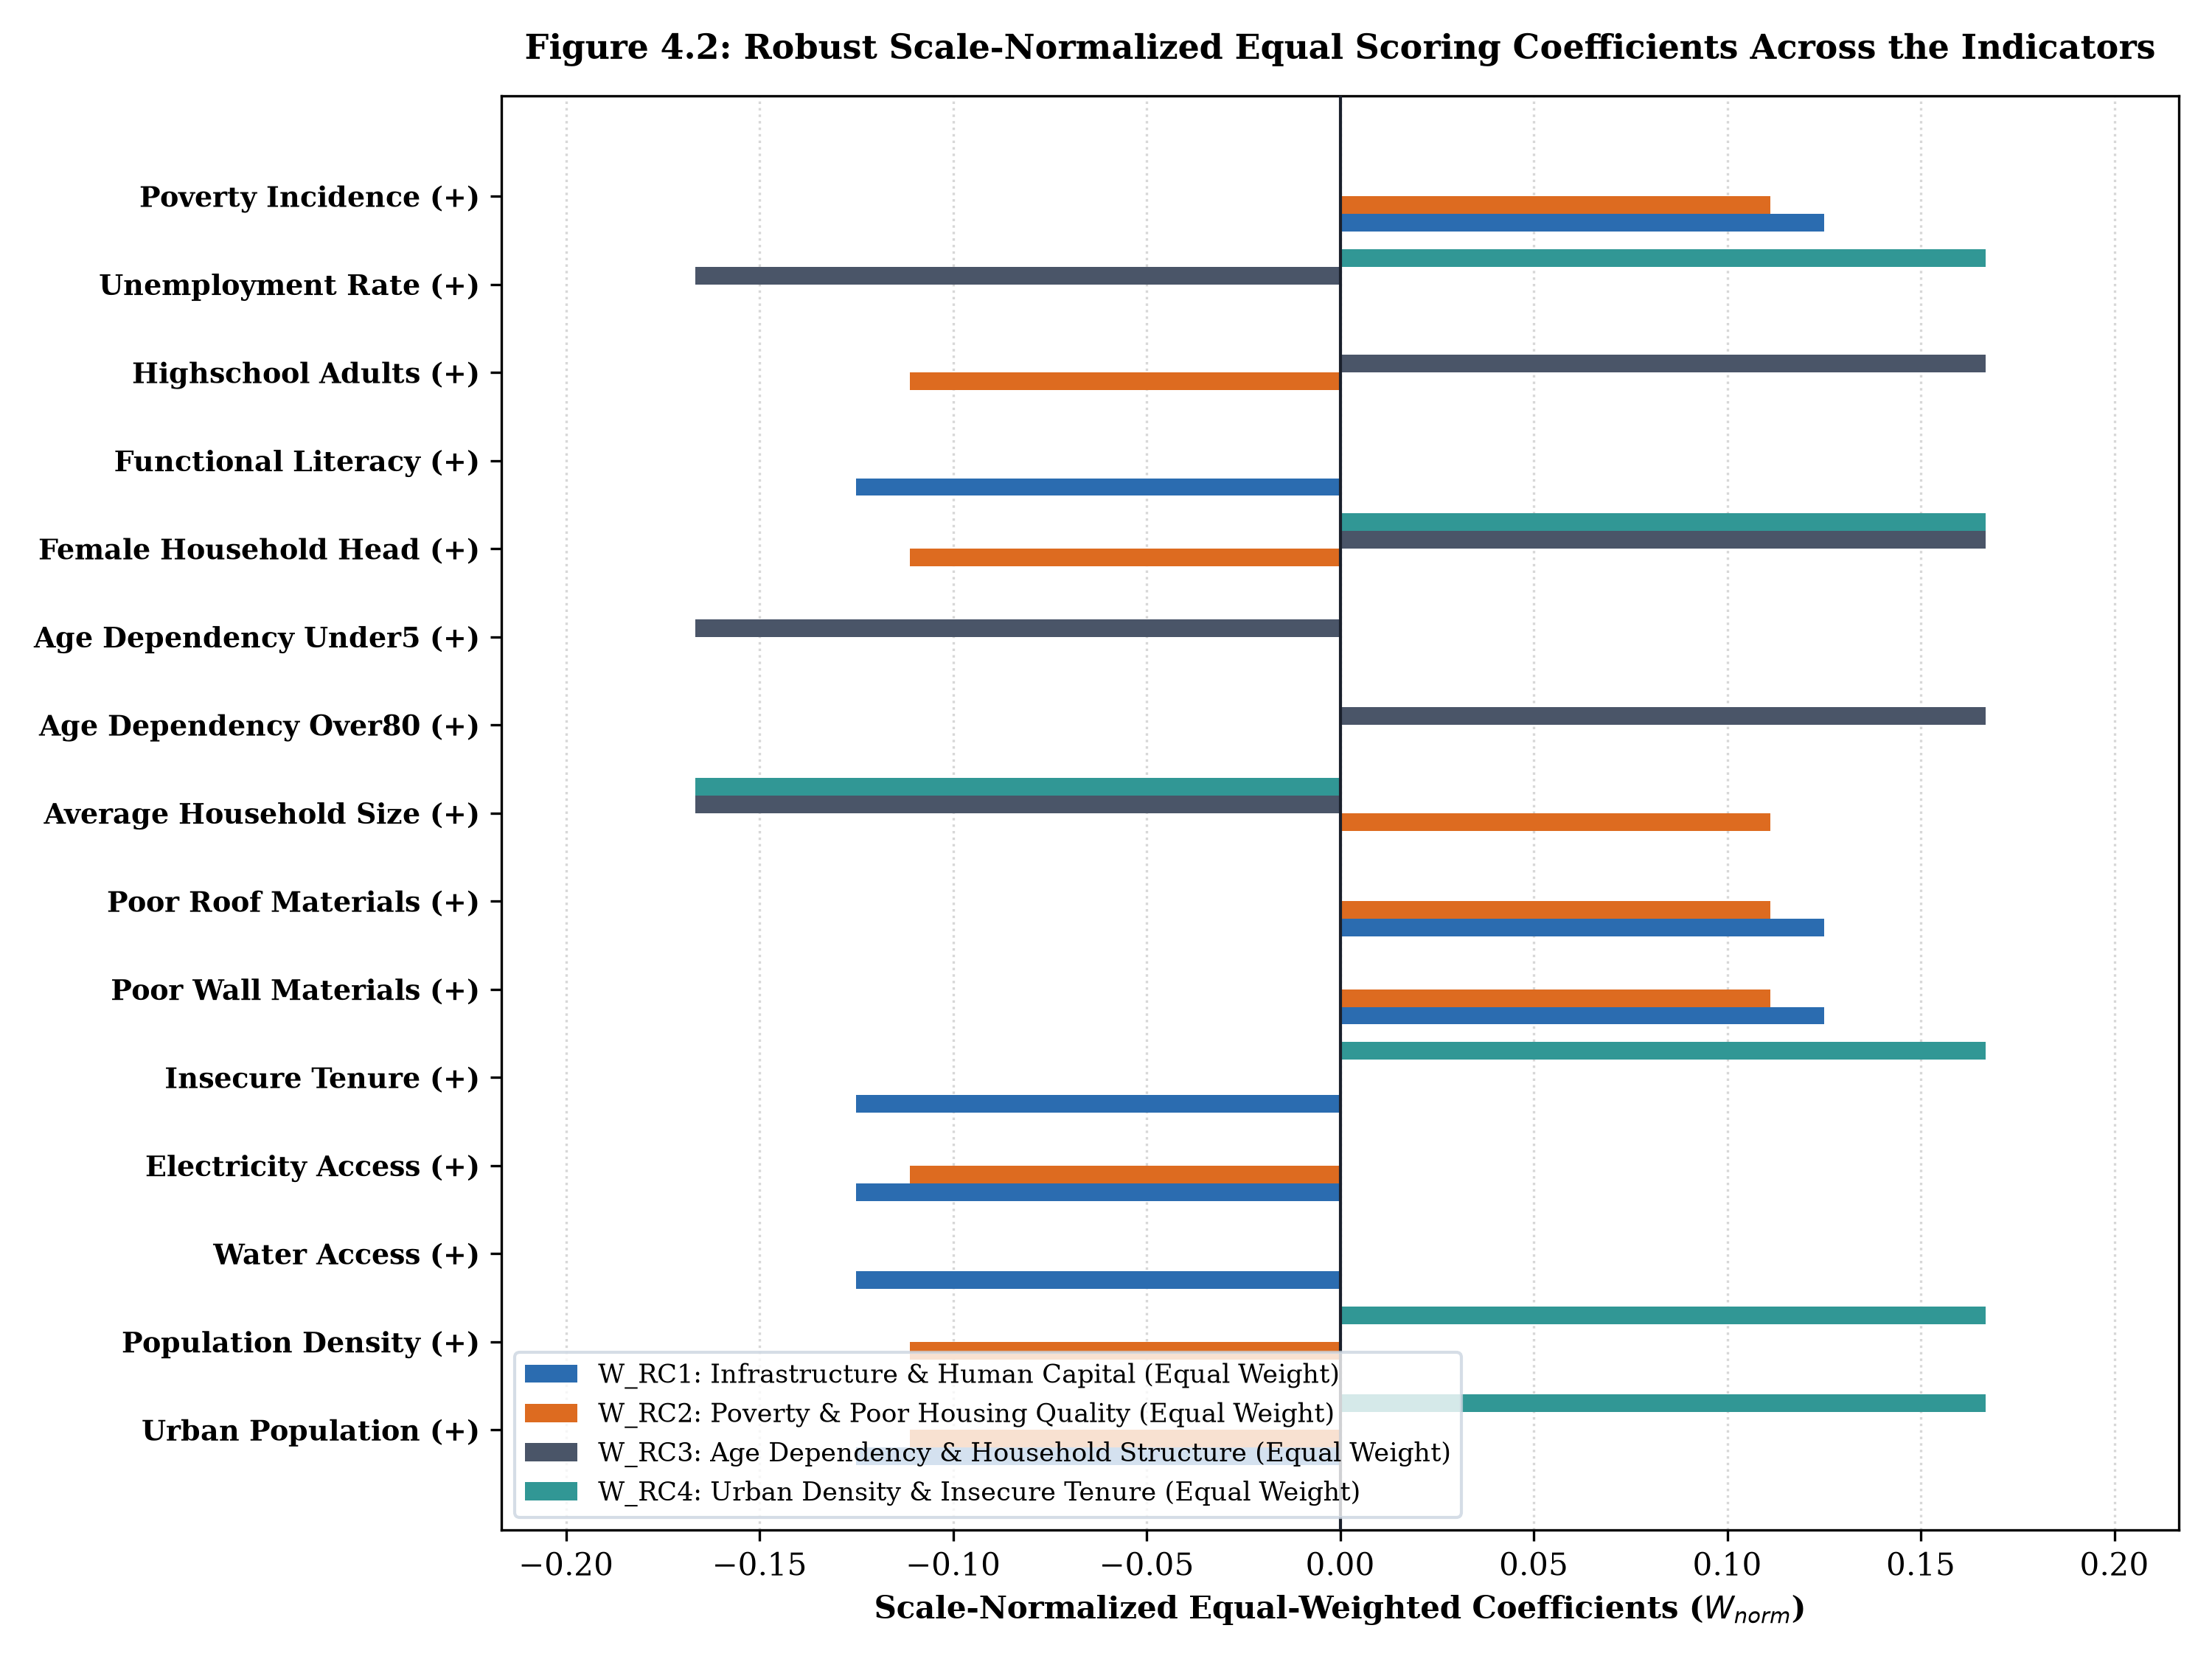 Figure 4.2: Robust Scale-Normalized Equal Scoring Coefficients Across the Indicators
Poverty Incidence (+)
Unemployment Rate (+)
Highschool Adults (+)
Functional Literacy (+)
Female Household Head (+)
Age Dependency Under5 (+)
Age Dependency Over80 (+)
Average Household Size (+)
Poor Roof Materials (+)
Poor Wall Materials (+)
Insecure Tenure (+)
Electricity Access (+)
Water Access (+)
Population Density (+)
Urban Population (+)
W_RC1: Infrastructure & Human Capital (Equal Weight)
W_RC2: Poverty & Poor Housing Quality (Equal Weight)
W_RC3: Age Dependency & Household Structure (Equal Weight)
W_RC4: Urban Density & Insecure Tenure (Equal Weight)
−0.20 −0.15 −0.10 −0.05 0.00 0.05 0.10 0.15 0.20
Scale-Normalized Equal-Weighted Coefficients (W_norm)